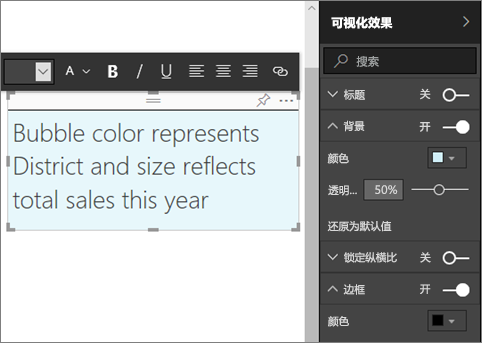 可视化效果
搜索
A B I U
Bubble color represents
District and size reflects
total sales this year
标题 关
背景 开
颜色
透明... 50%
还原为默认值
锁定纵横比 关
边框 开
颜色